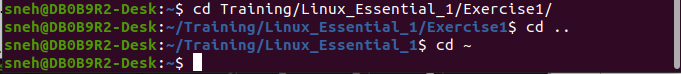 sneh@DB0B9R2-Desk:~$ cd Training/Linux_Essential_1/Exercise1/
sneh@DB0B9R2-Desk:~/Training/Linux_Essential_1/Exercise1$ cd ..
sneh@DB0B9R2-Desk:~/Training/Linux_Essential_1$ cd ~
sneh@DB0B9R2-Desk:~$